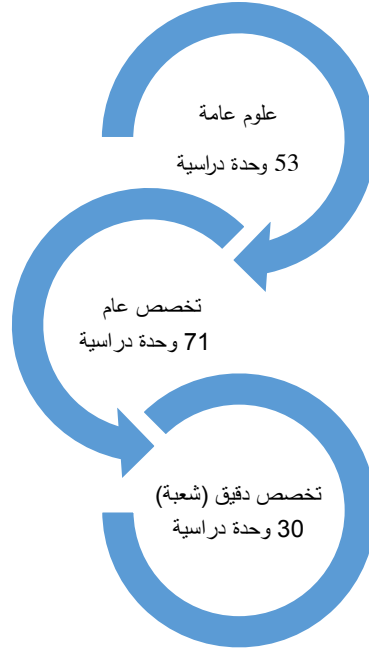 علوم عامة
53 وحدة دراسية
تخصص عام
71 وحدة دراسية
تخصص دقيق (شعبة)
30 وحدة دراسية